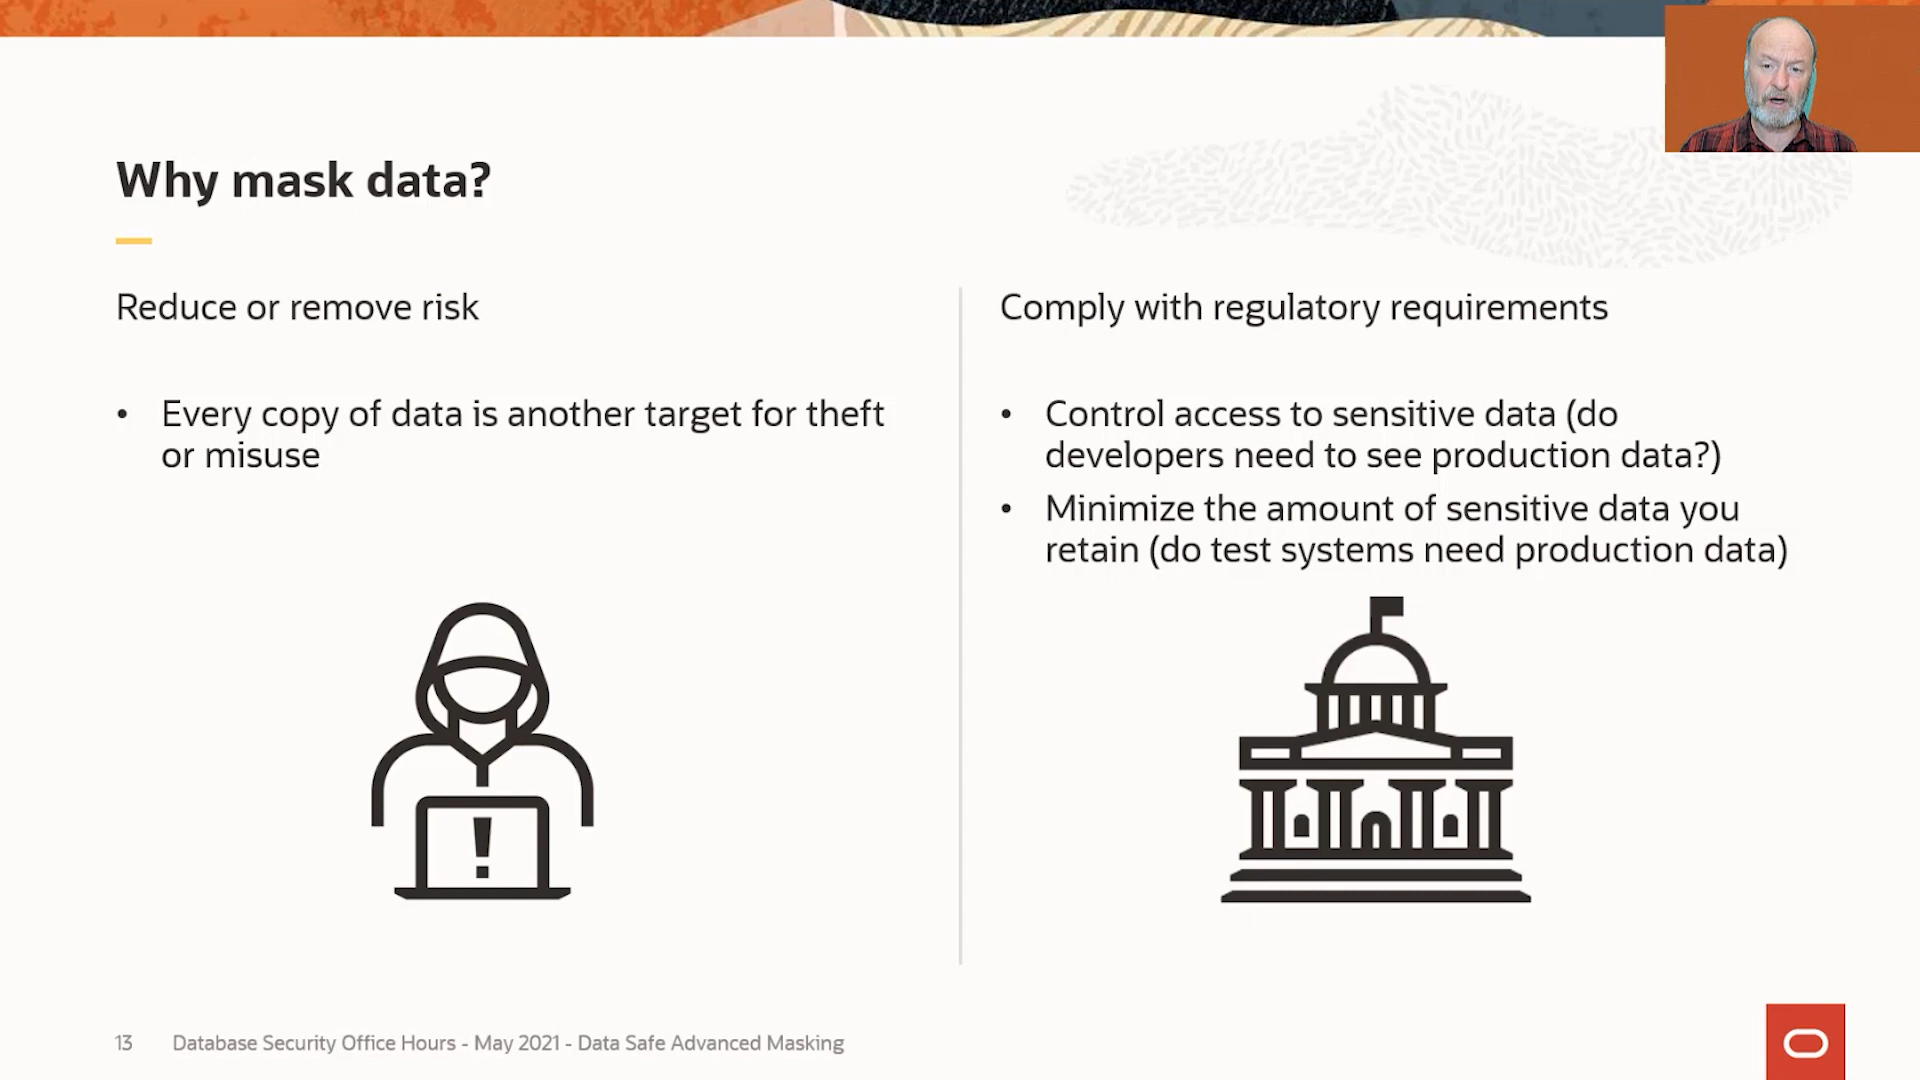 Why mask data?
Reduce or remove risk
• Every copy of data is another target for theft
or misuse
Comply with regulatory requirements
• Control access to sensitive data (do
developers need to see production data?)
• Minimize the amount of sensitive data you
retain (do test systems need production data)
!
13 Database Security Office Hours - May 2021 - Data Safe Advanced Masking